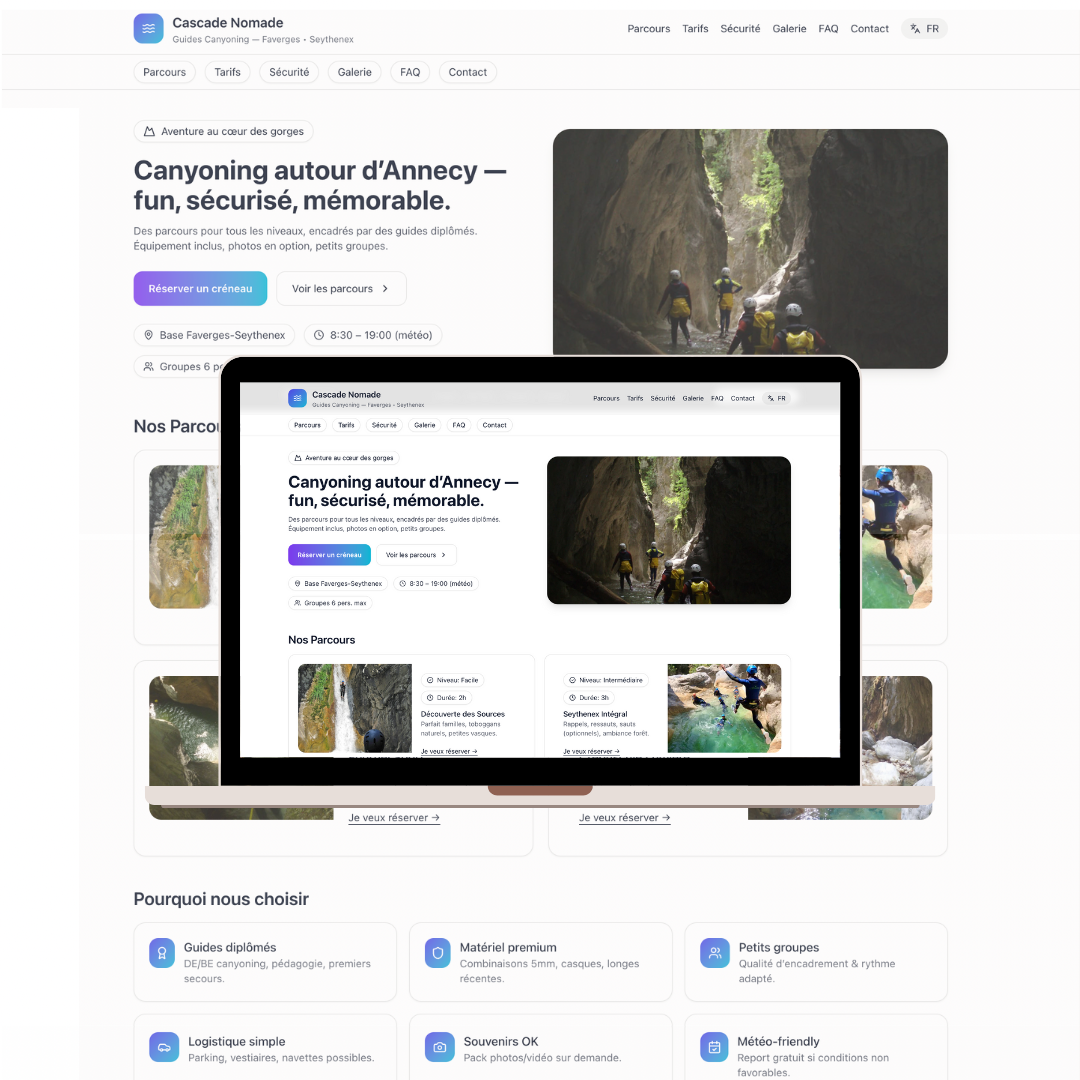 Cascade Nomade
Guides Canyoning — Faverges • Seythenex
Parcours Tarifs Sécurité Galerie FAQ Contact FR
Parcours Tarifs Sécurité Galerie FAQ Contact
Aventure au cœur des gorges
Canyoning autour d’Annecy —
fun, sécurisé, mémorable.
Des parcours pour tous les niveaux, encadrés par des guides diplômés.
Équipement inclus, photos en option, petits groupes.
Réserver un créneau Voir les parcours
Base Faverges-Seythenex 8:30 – 19:00 (météo)
Groupes 6 pe
Nos Parcou
Cascade Nomade
Guides Canyoning — Faverges • Seythenex
Parcours Tarifs Sécurité Galerie FAQ Contact FR
Parcours Tarifs Sécurité Galerie FAQ Contact
Aventure au cœur des gorges
Canyoning autour d’Annecy —
fun, sécurisé, mémorable.
Des parcours pour tous les niveaux, encadrés par des guides diplômés.
Équipement inclus, photos en option, petits groupes.
Réserver un créneau Voir les parcours
Base Faverges-Seythenex 8:30 – 19:00 (météo)
Groupes 6 pers. max
Nos Parcours
Niveau: Facile
Durée: 2h
Découverte des Sources
Parfait familles, toboggans
naturels, petites vasques.
Je veux réserver →
Niveau: Intermédiaire
Durée: 3h
Seythenex Intégral
Rappels, ressauts, sauts
(optionnels), ambiance forêt.
Je veux réserver →
Je veux réserver → Je veux réserver →
Pourquoi nous choisir
Guides diplômés
DE/BE canyoning, pédagogie, premiers
secours.
Matériel premium
Combinaisons 5mm, casques, longes
récentes.
Petits groupes
Qualité d'encadrement & rythme
adapté.
Logistique simple
Parking, vestiaires, navettes possibles.
Souvenirs OK
Pack photos/vidéo sur demande.
Météo-friendly
Report gratuit si conditions non
favorables.